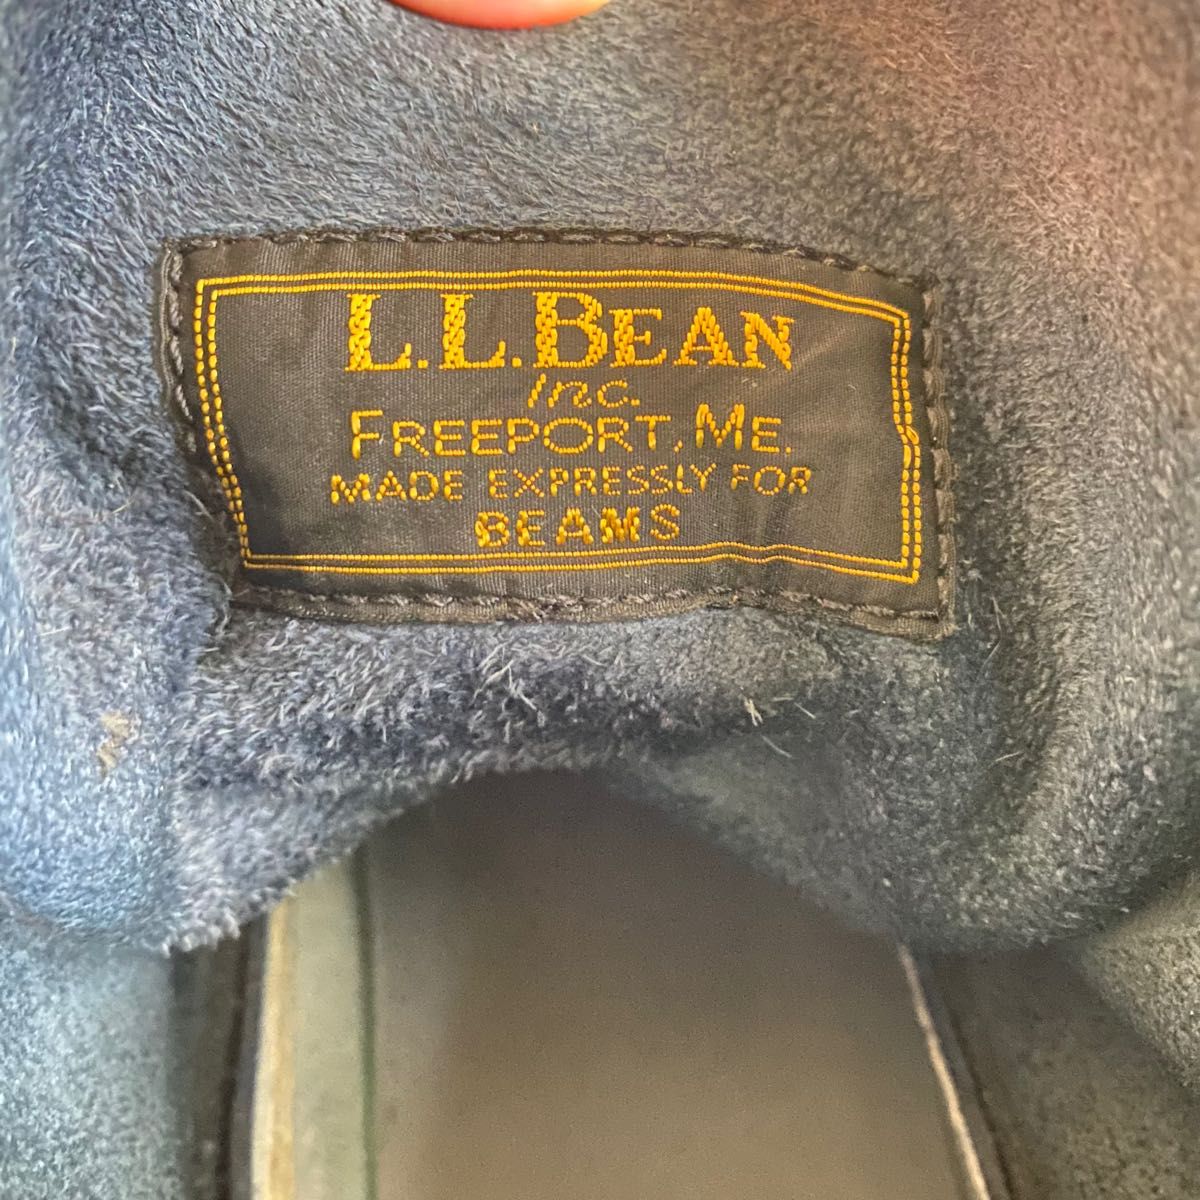 L.L.BEAN
Inc.
FREEPORT, ME.
MADE EXPRESSLY FOR
BEAMS